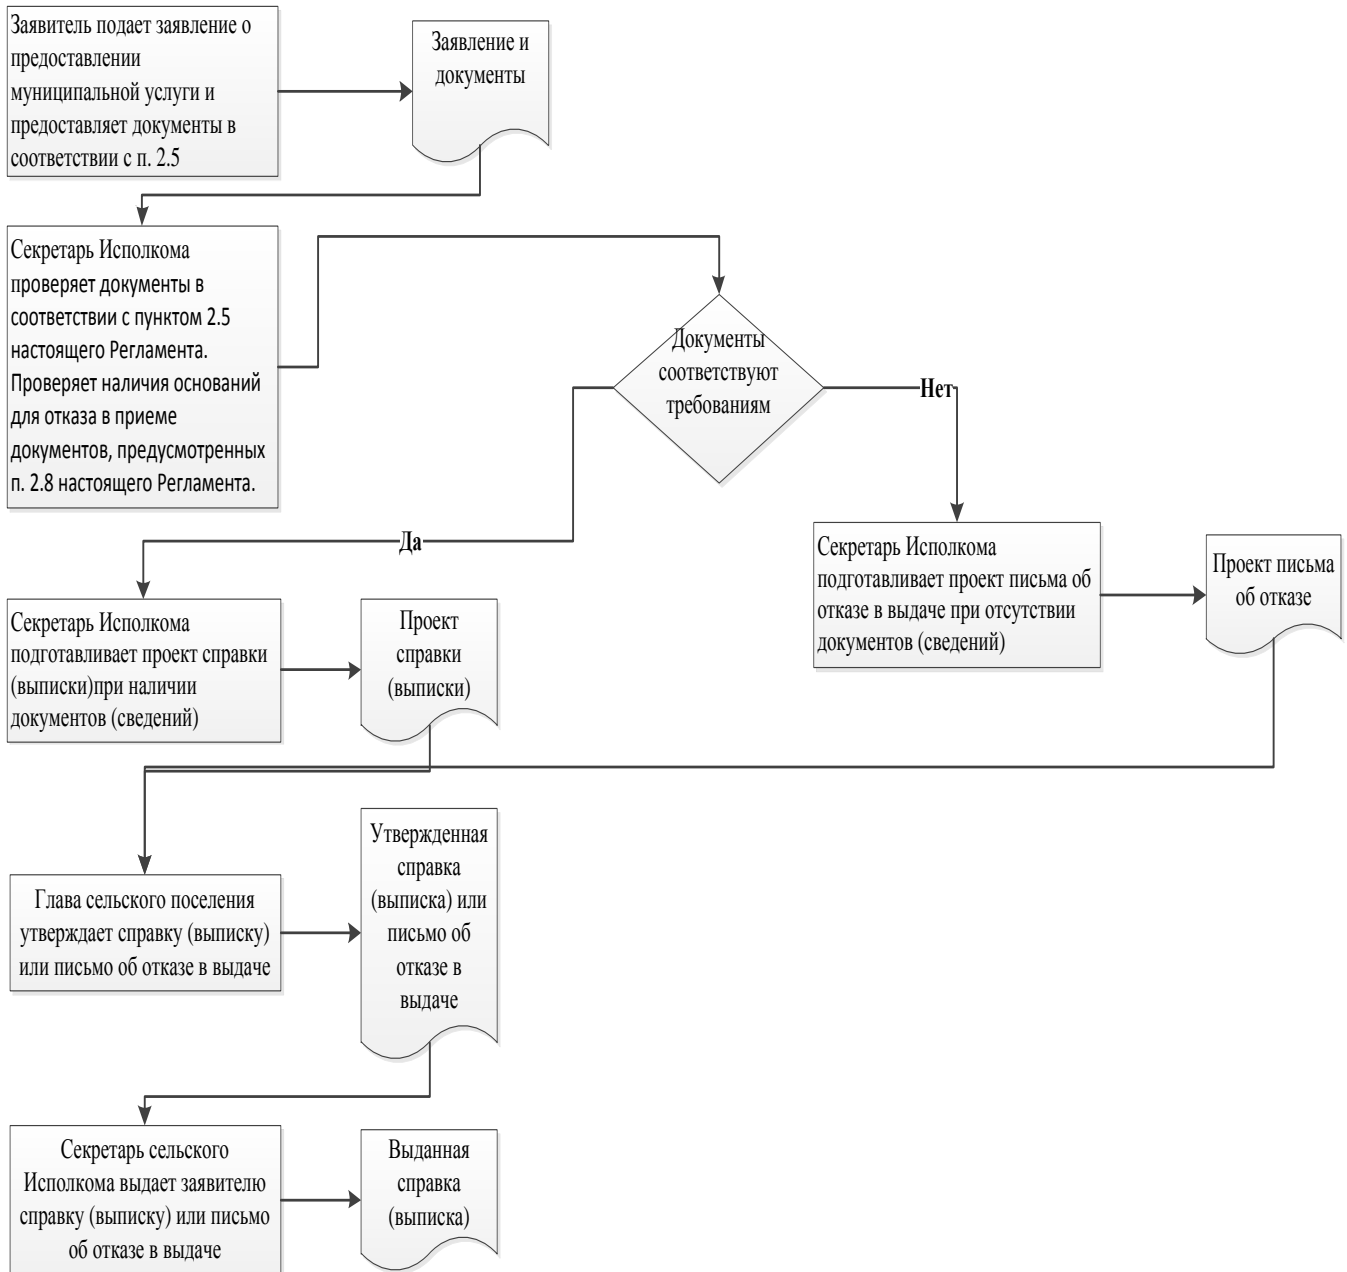 Заявитель подает заявление о
предоставлении
муниципальной услуги и
предоставляет документы в
соответствии с п. 2.5
Заявление и
документы
Секретарь Исполкома
проверяет документы в
соответствии с пунктом 2.5
настоящего Регламента.
Проверяет наличия оснований
для отказа в приеме
документов, предусмотренных
п. 2.8 настоящего Регламента.
Документы
соответствуют
требованиям
Нет
Да
Секретарь Исполкома
подготавливает проект письма об
отказе в выдаче при отсутствии
документов (сведений)
Проект письма
об отказе
Секретарь Исполкома
подготавливает проект справки
(выписки)при наличии
документов (сведений)
Проект
справки
(выписки)
Глава сельского поселения
утверждает справку (выписку)
или письмо об отказе в выдаче
Утвержденная
справка
(выписка) или
письмо об
отказе в
выдаче
Секретарь сельского
Исполкома выдает заявителю
справку (выписку) или письмо
об отказе в выдаче
Выданная
справка
(выписка)